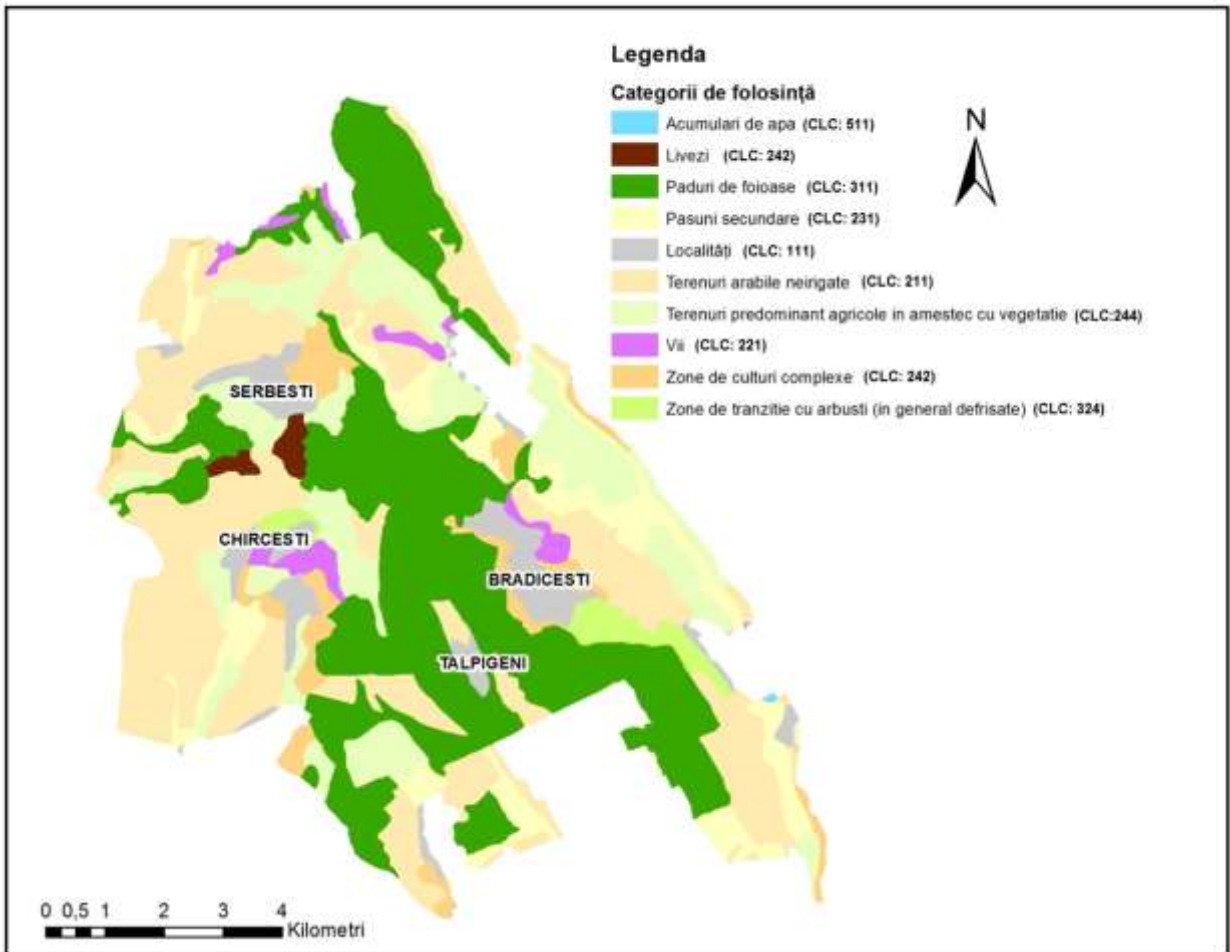 Legenda
Categorii de folosinţă
Acumulari de apa (CLC: 511)
Livezi (CLC: 242)
Paduri de foioase (CLC: 311)
Pasuni secundare (CLC: 231)
Localităţi (CLC: 111)
Terenuri arabile neirigate (CLC: 211)
Terenuri predominant agricole in amestec cu vegetatie (CLC:244)
Vii (CLC: 221)
Zone de culturi complexe (CLC: 242)
Zone de tranzitie cu arbusti (in general defrisate) (CLC: 324)
N
SERBESTI
CHIRCESTI
BRADICESTI
TALPIGENI
0 0,5 1 2 3 4
Kilometri